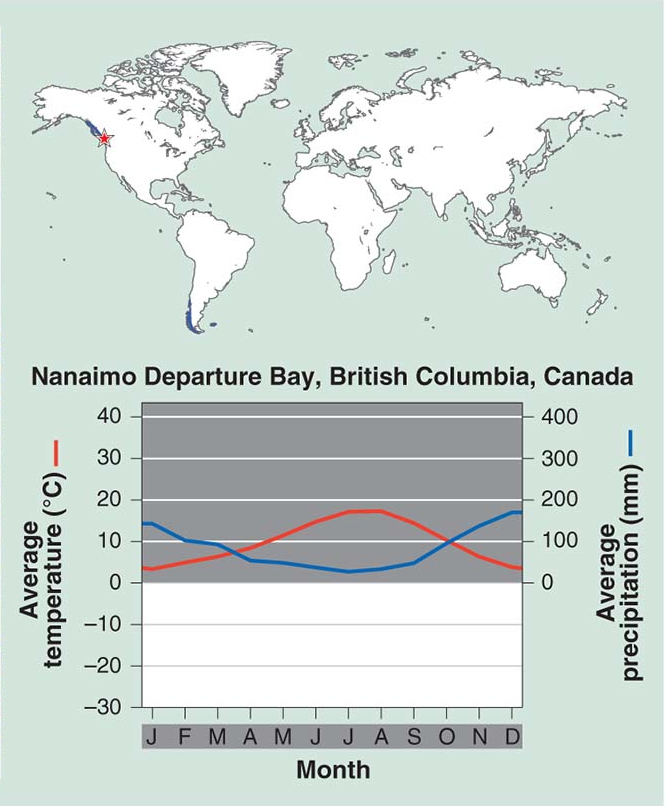 Nanaimo Departure Bay, British Columbia, Canada
Average
temperature (°C)
40
30
20
10
0
−10
−20
−30
400
300
200
100
0
Average
precipitation (mm)
J F M A M J J A S O N D
Month